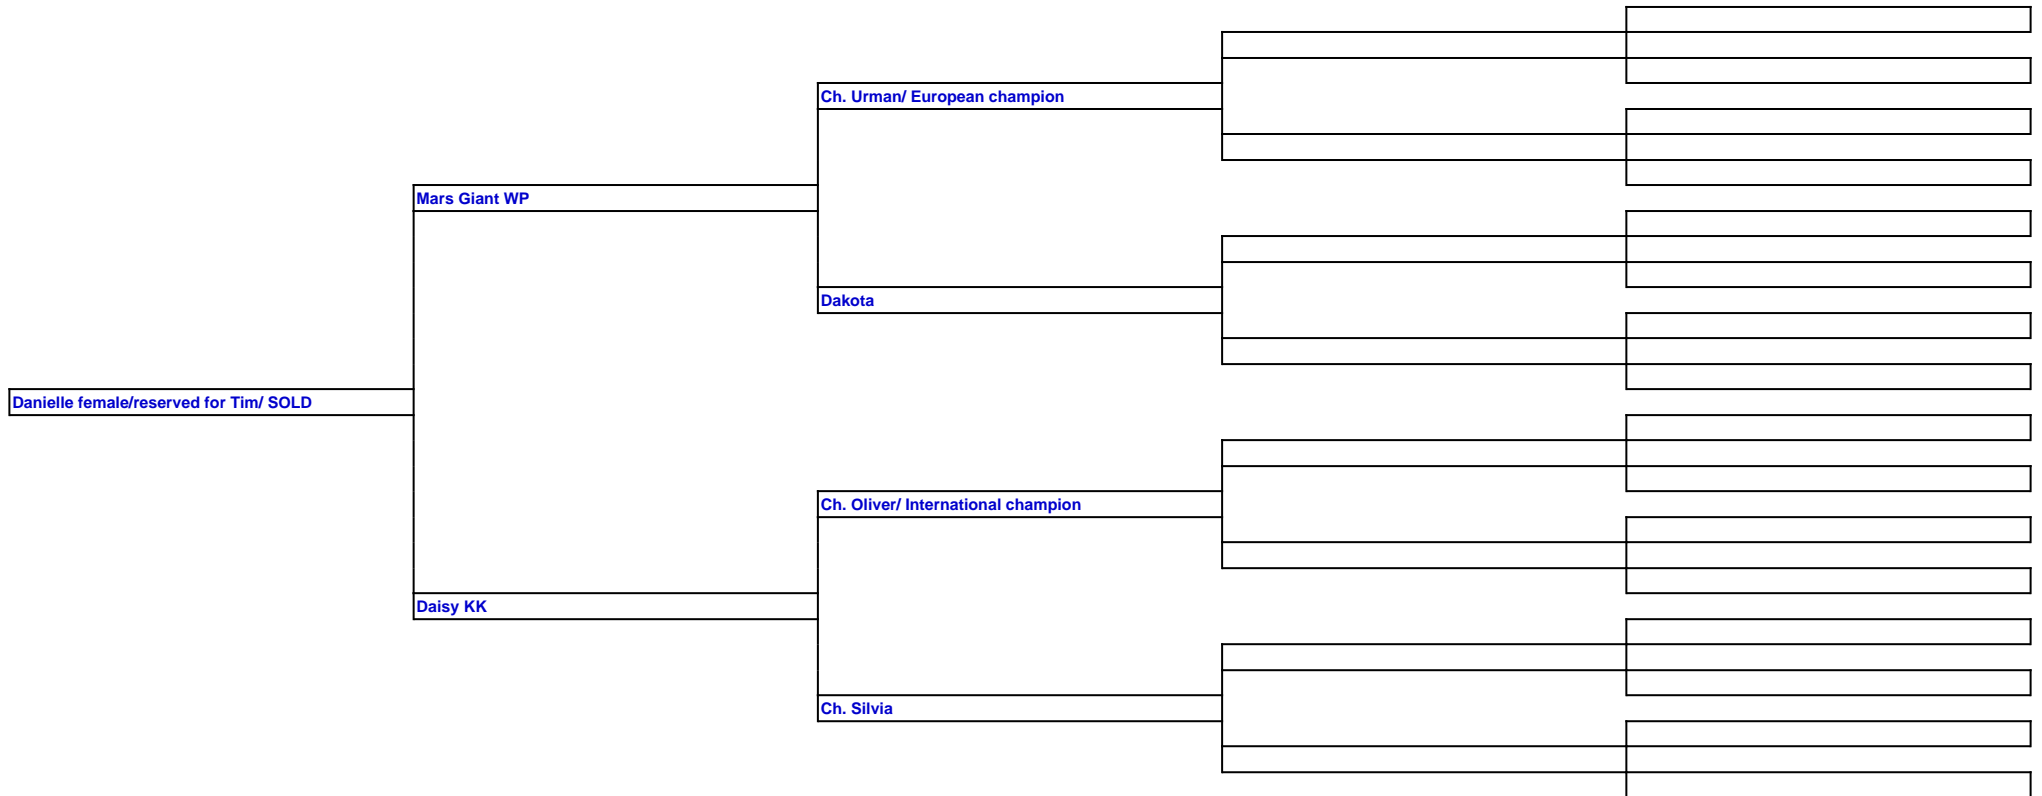 Ch. Urman/ European champion
Mars Giant WP
Dakota
Danielle female/reserved for Tim/ SOLD
Ch. Oliver/ International champion
Daisy KK
Ch. Silvia